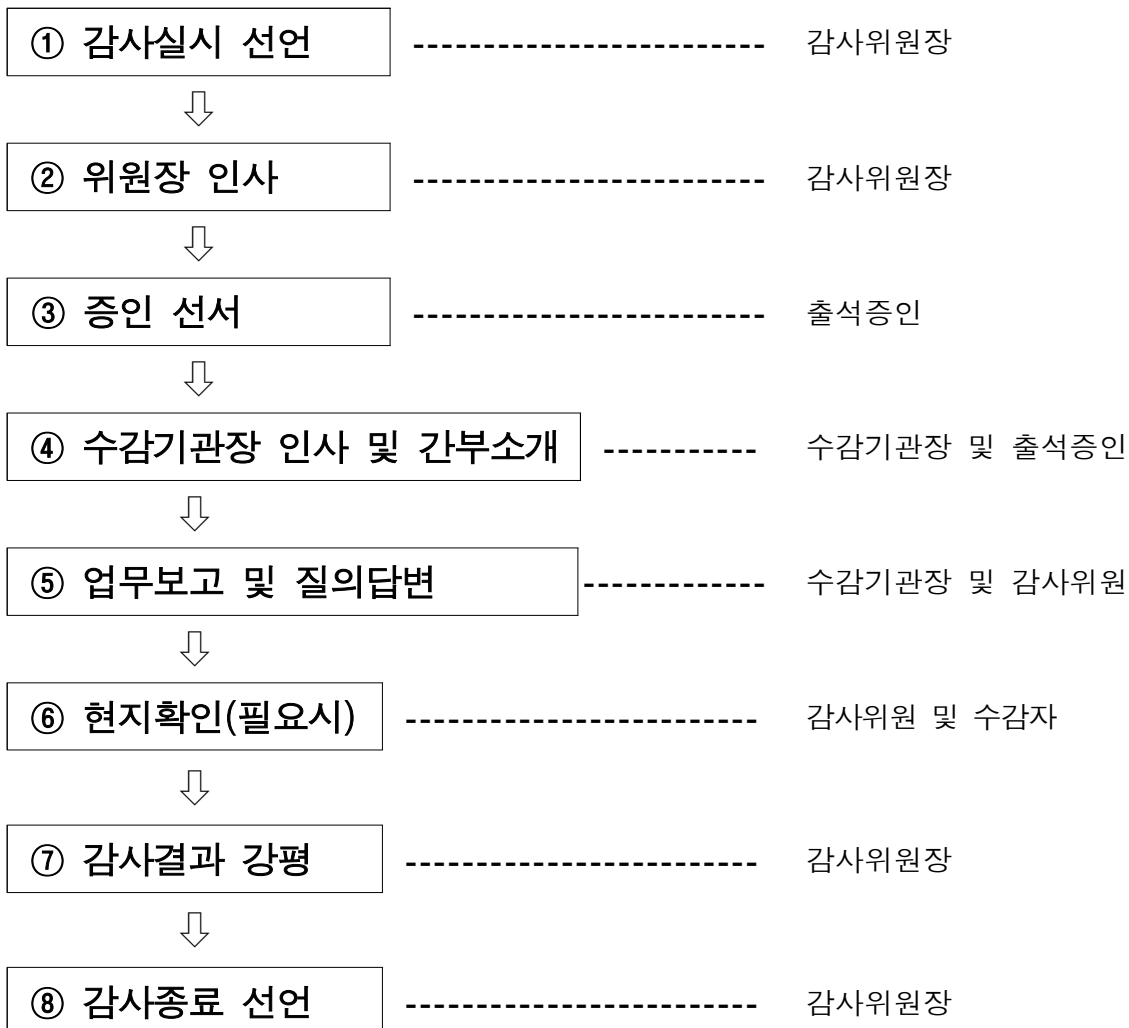 ① 감사실시 선언 ------------------------- 감사위원장
⇩
② 위원장 인사 ------------------------- 감사위원장
⇩
③ 증인 선서 ------------------------- 출석증인
⇩
④ 수감기관장 인사 및 간부소개 ----------- 수감기관장 및 출석증인
⇩
⑤ 업무보고 및 질의답변 ------------- 수감기관장 및 감사위원
⇩
⑥ 현지확인(필요시) ------------------------- 감사위원 및 수감자
⇩
⑦ 감사결과 강평 ------------------------- 감사위원장
⇩
⑧ 감사종료 선언 ------------------------- 감사위원장